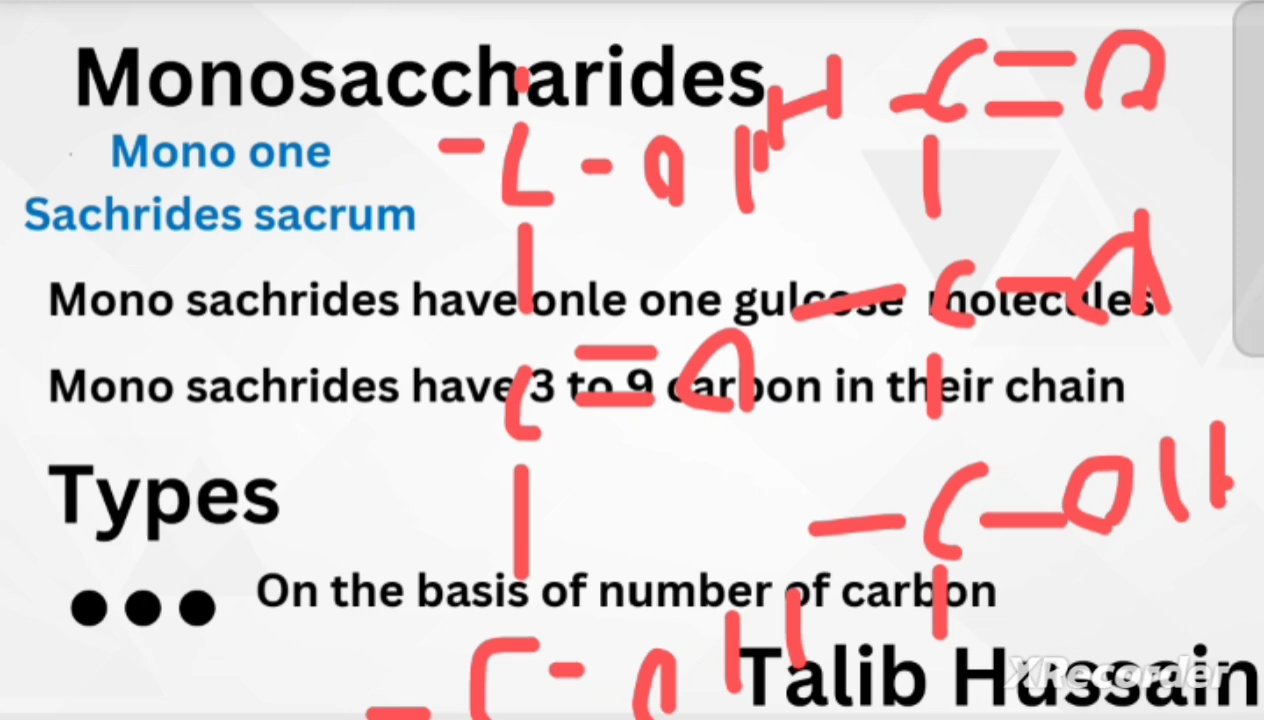 Monosaccharides
Mono one
Sachrides sacrum
Mono sachrides have onle one gulcose molecules
Mono sachrides have 3 to 9 carbon in their chain
Types
On the basis of number of carbon
Talib Hussain
XRecorder